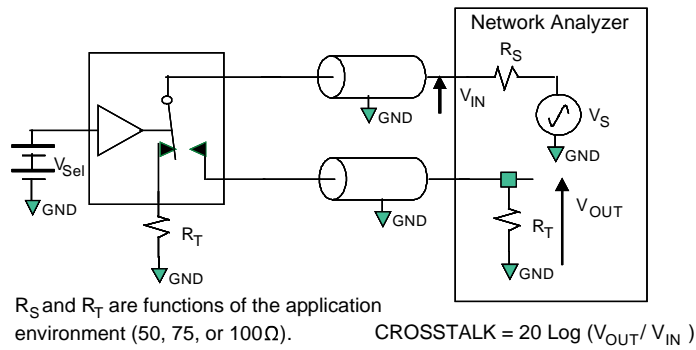 Network Analyzer
R_S
V_IN
V_S
GND
GND
V_Sel
GND
GND
R_T
R_T
V_OUT
GND
GND
R_S and R_T are functions of the application
environment (50, 75, or 100Ω).
CROSSTALK = 20 Log (V_OUT/ V_IN )